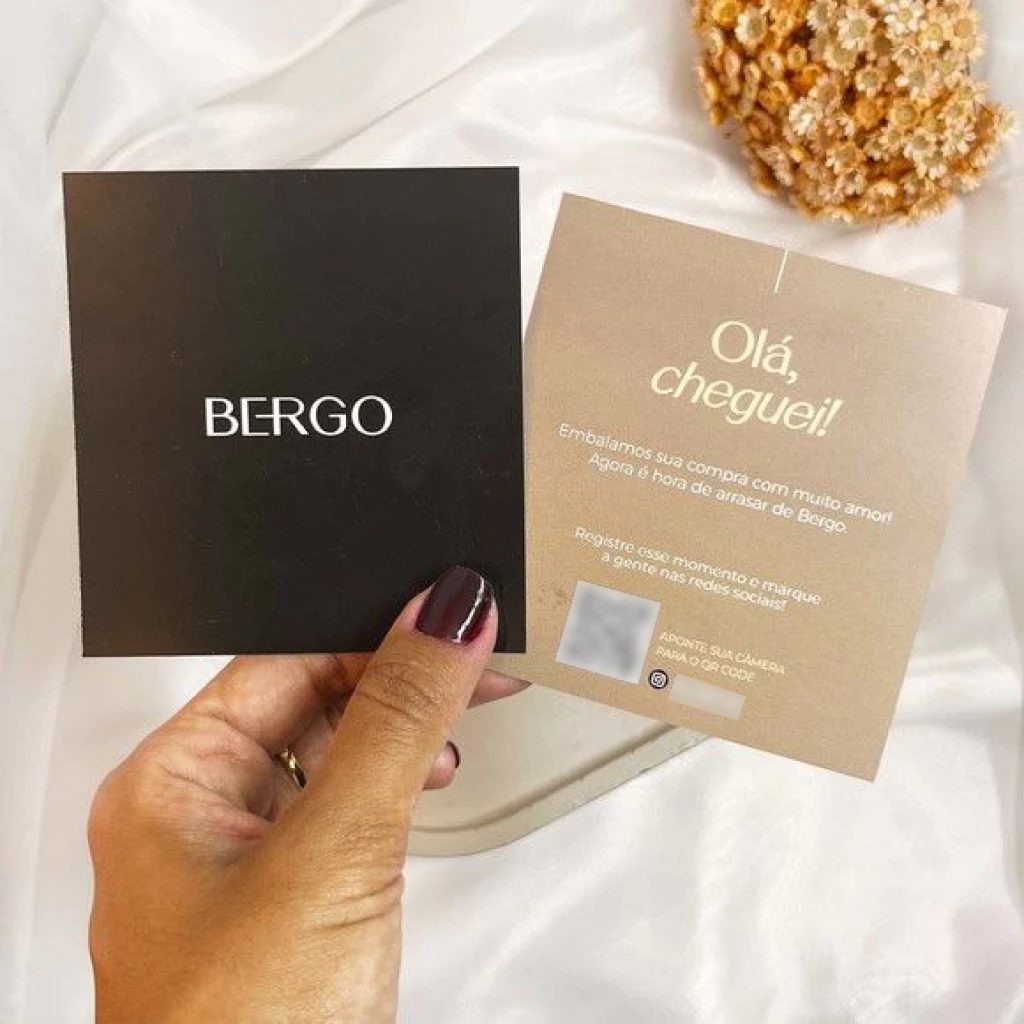 BERGO
Olá,
cheguei!
Embalamos sua compra com muito amor!
Agora é hora de arrasar de Bergo.
Registre esse momento e marque
a gente nas redes sociais!
APONTE SUA CÂMERA
PARA O QR CODE